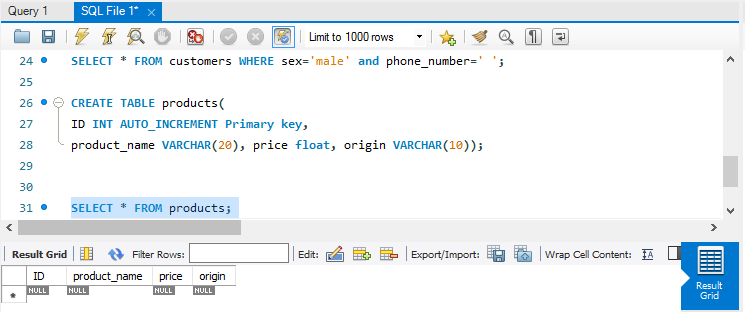 Query 1 SQL File 1*
Limit to 1000 rows
24 SELECT * FROM customers WHERE sex='male' and phone_number=' ';
25
26 CREATE TABLE products(
27 ID INT AUTO_INCREMENT Primary key,
28 product_name VARCHAR(20), price float, origin VARCHAR(10));
29
30
31 SELECT * FROM products;
Result Grid Filter Rows: Edit: Export/Import: Wrap Cell Content: IA
ID product_name price origin
* NULL NULL NULL NULL
Result
Grid